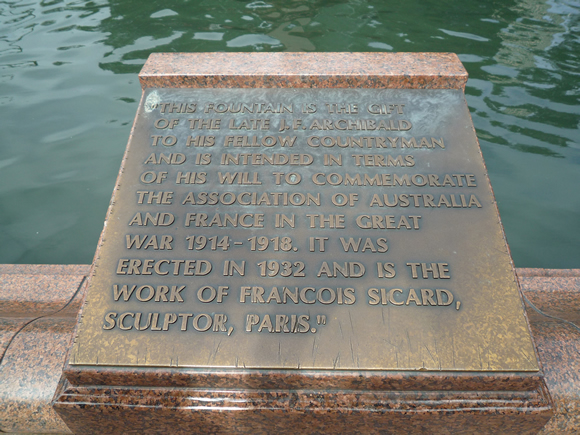 "THIS FOUNTAIN IS THE GIFT
OF THE LATE J.F. ARCHIBALD
TO HIS FELLOW COUNTRYMAN
AND IS INTENDED IN TERMS
OF HIS WILL TO COMMEMORATE
THE ASSOCIATION OF AUSTRALIA
AND FRANCE IN THE GREAT
WAR 1914-1918. IT WAS
ERECTED IN 1932 AND IS THE
WORK OF FRANCOIS SICARD,
SCULPTOR, PARIS."